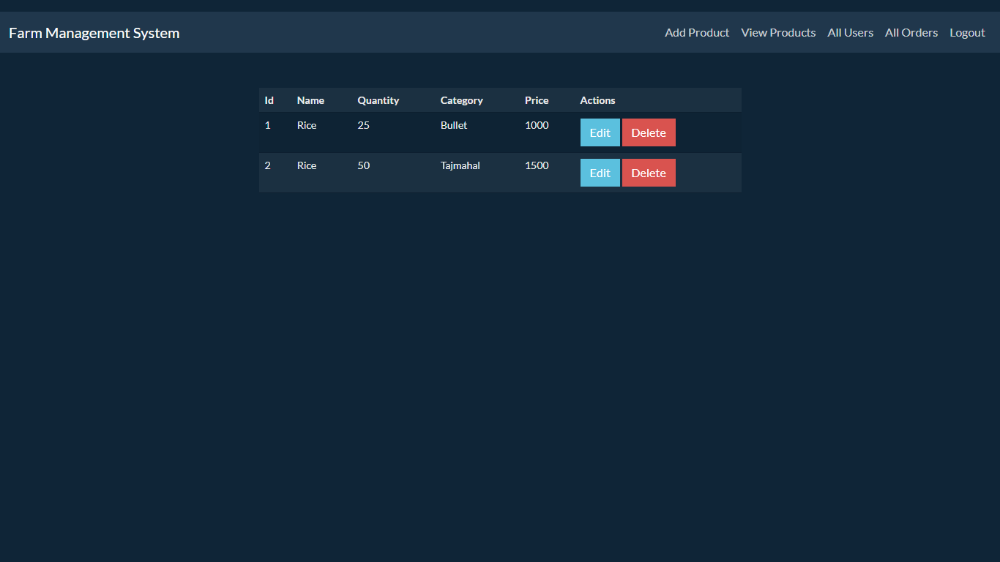 Farm Management System Add Product View Products All Users All Orders Logout
Id Name Quantity Category Price Actions
1 Rice 25 Bullet 1000 Edit Delete
2 Rice 50 Tajmahal 1500 Edit Delete